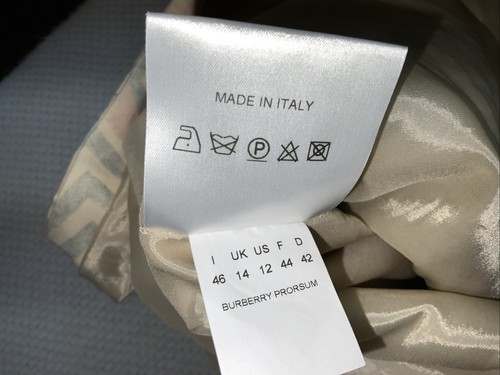 MADE IN ITALY
P
I UK US F D
46 14 12 44 42
BURBERRY PRORSUM